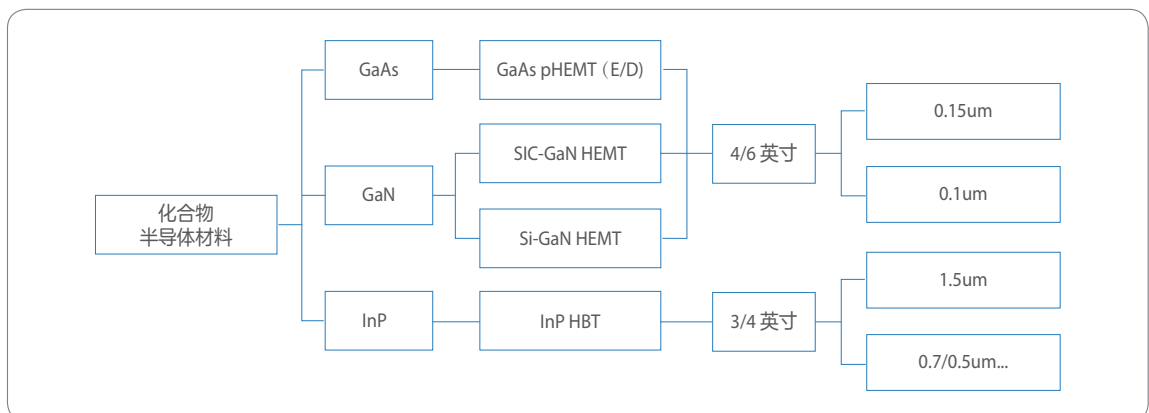 化合物
半导体材料
GaAs
GaN
InP
GaAs pHEMT（E/D)
SIC-GaN HEMT
Si-GaN HEMT
InP HBT
4/6 英寸
3/4 英寸
0.15um
0.1um
1.5um
0.7/0.5um...